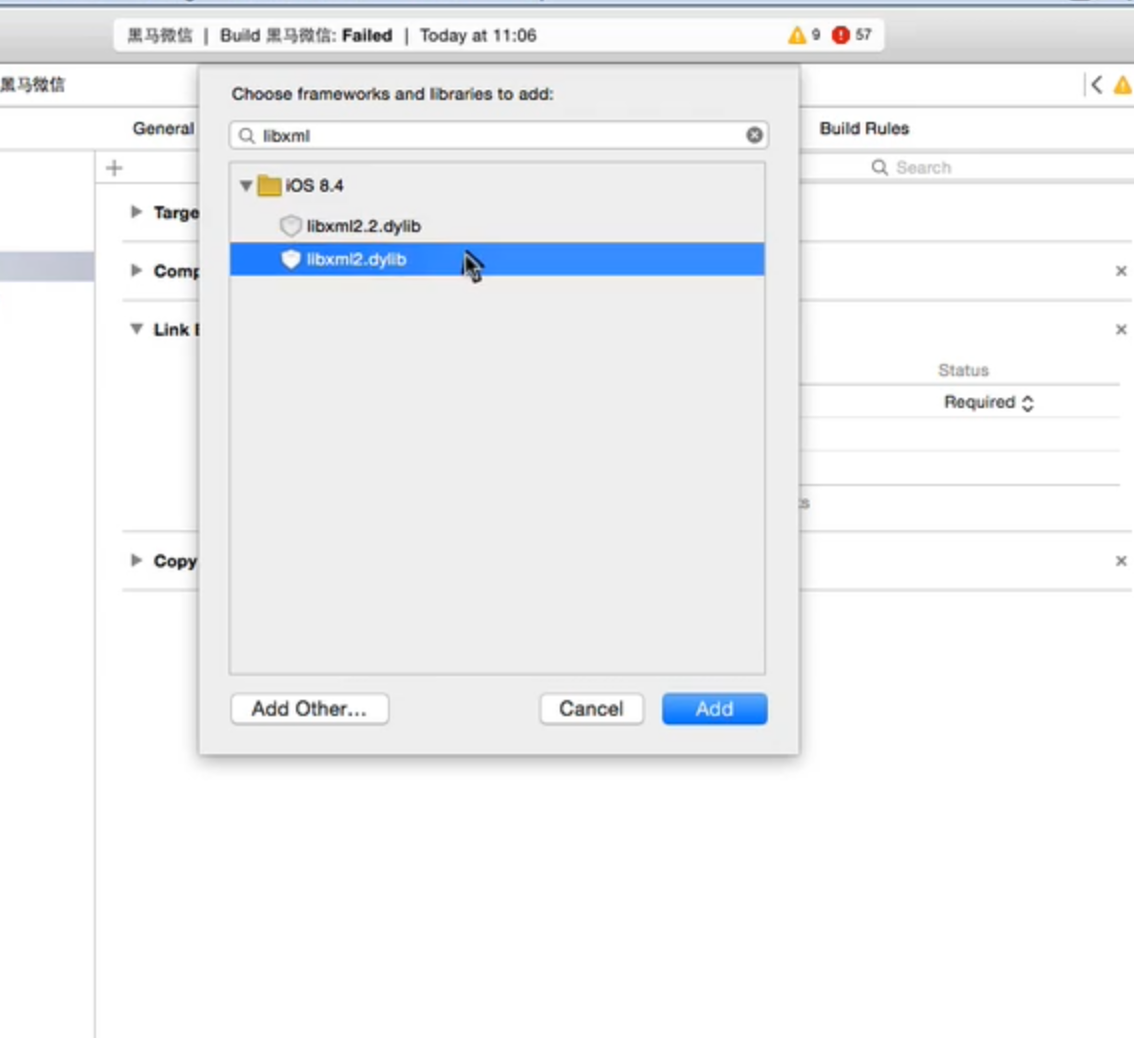 黑马微信 | Build 黑马微信: Failed | Today at 11:06 9 57
黑马微信
Choose frameworks and libraries to add:
General
libxml
Build Rules
Search
iOS 8.4
Targe
libxml2.2.dylib
libxml2.dylib
Comp
Link B
Status
Required
Copy
Add Other...
Cancel
Add